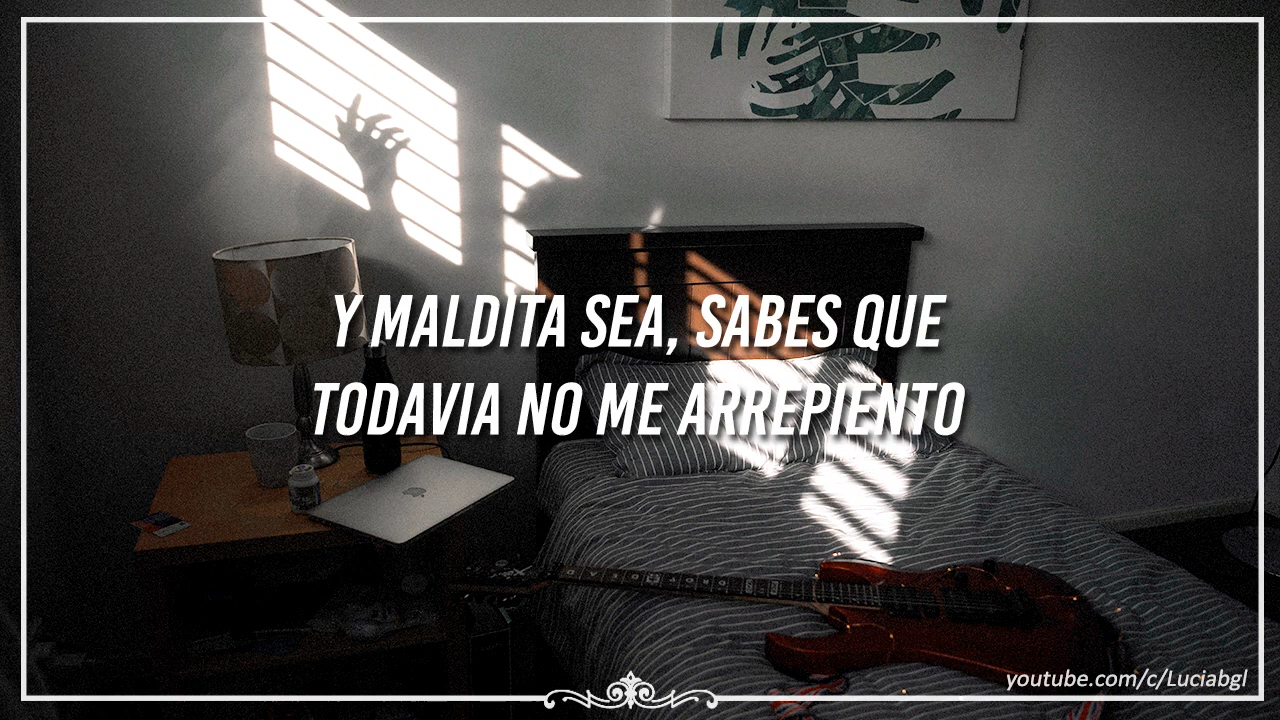 Y MALDITA SEA, SABES QUE
TODAVIA NO ME ARREPIENTO
youtube.com/c/Luciabgl